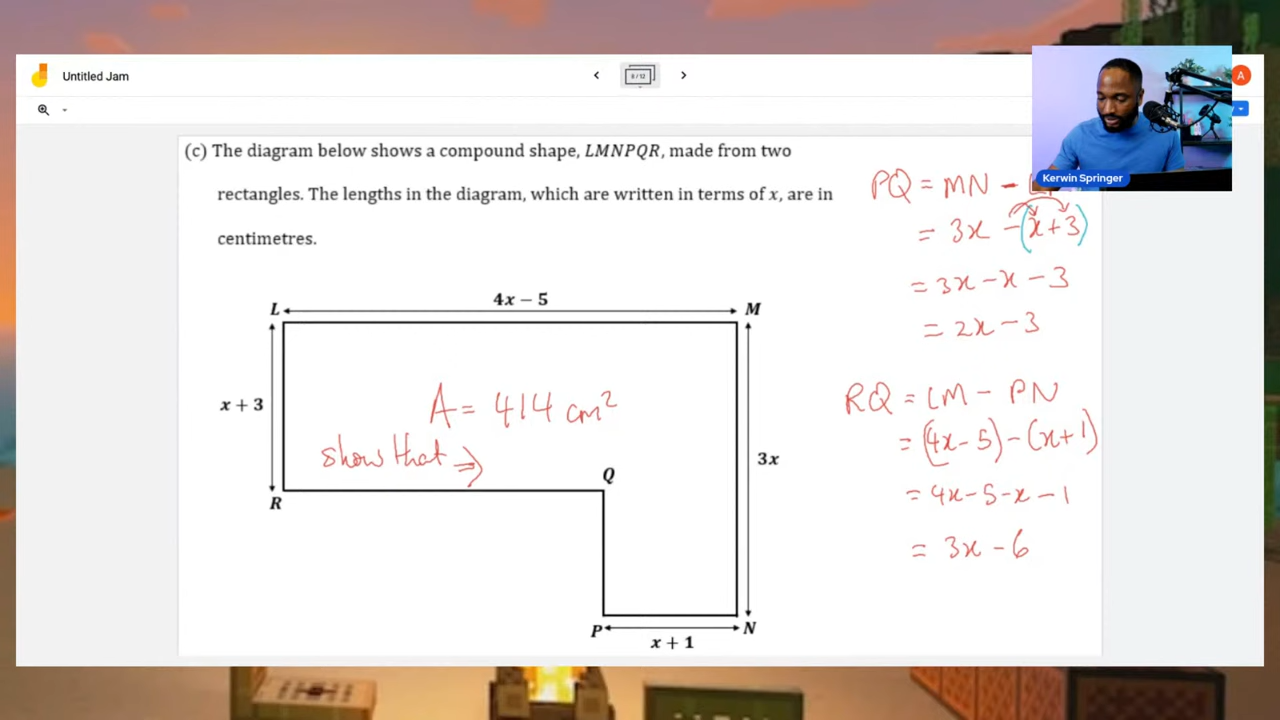 Untitled Jam
8 / 12
A
Kerwin Springer
(c) The diagram below shows a compound shape, LMNPQR, made from two
rectangles. The lengths in the diagram, which are written in terms of x, are in
centimetres.
4x − 5
L
M
x + 3
A = 414 cm²
show that ⇒
3x
Q
R
P
N
x + 1
PQ = MN −
= 3x − (x + 3)
= 3x − x − 3
= 2x − 3
RQ = LM − PN
= (4x − 5) − (x + 1)
= 4x − 5 − x − 1
= 3x − 6